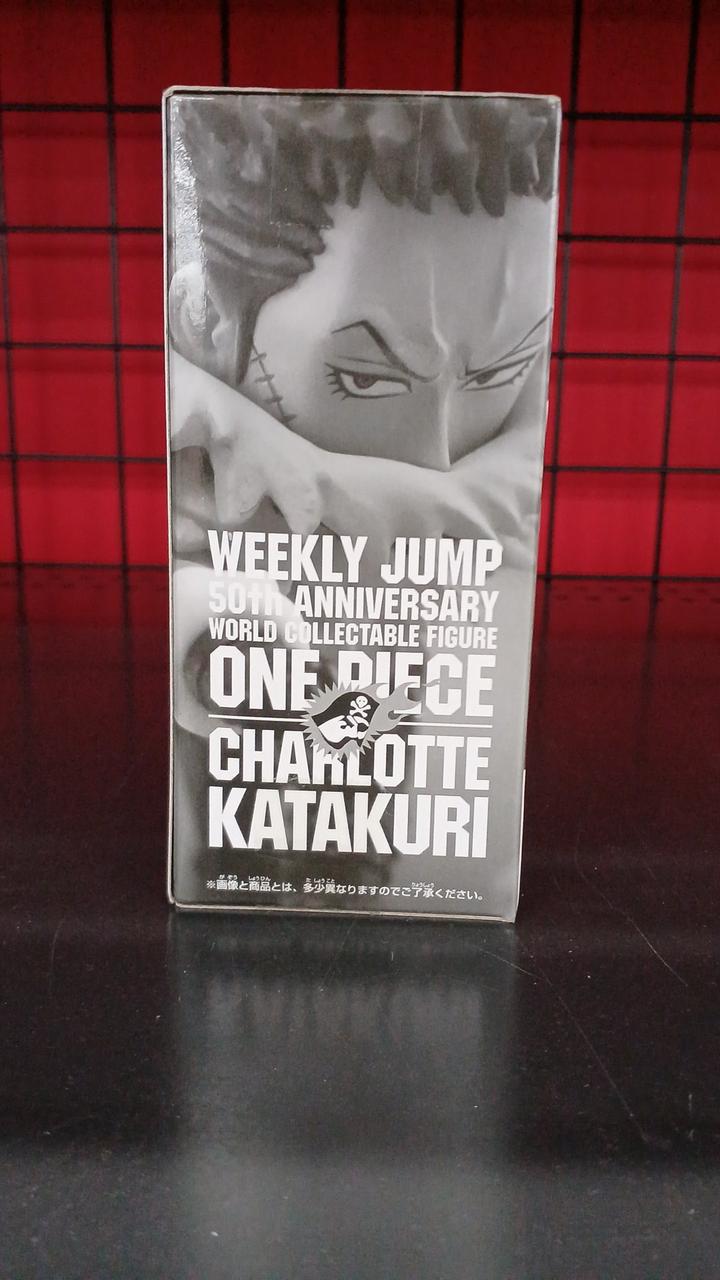 WEEKLY JUMP
50th ANNIVERSARY
WORLD COLLECTABLE FIGURE
ONE PIECE
CHARLOTTE
KATAKURI
※画像と商品とは、多少異なりますのでご了承ください。